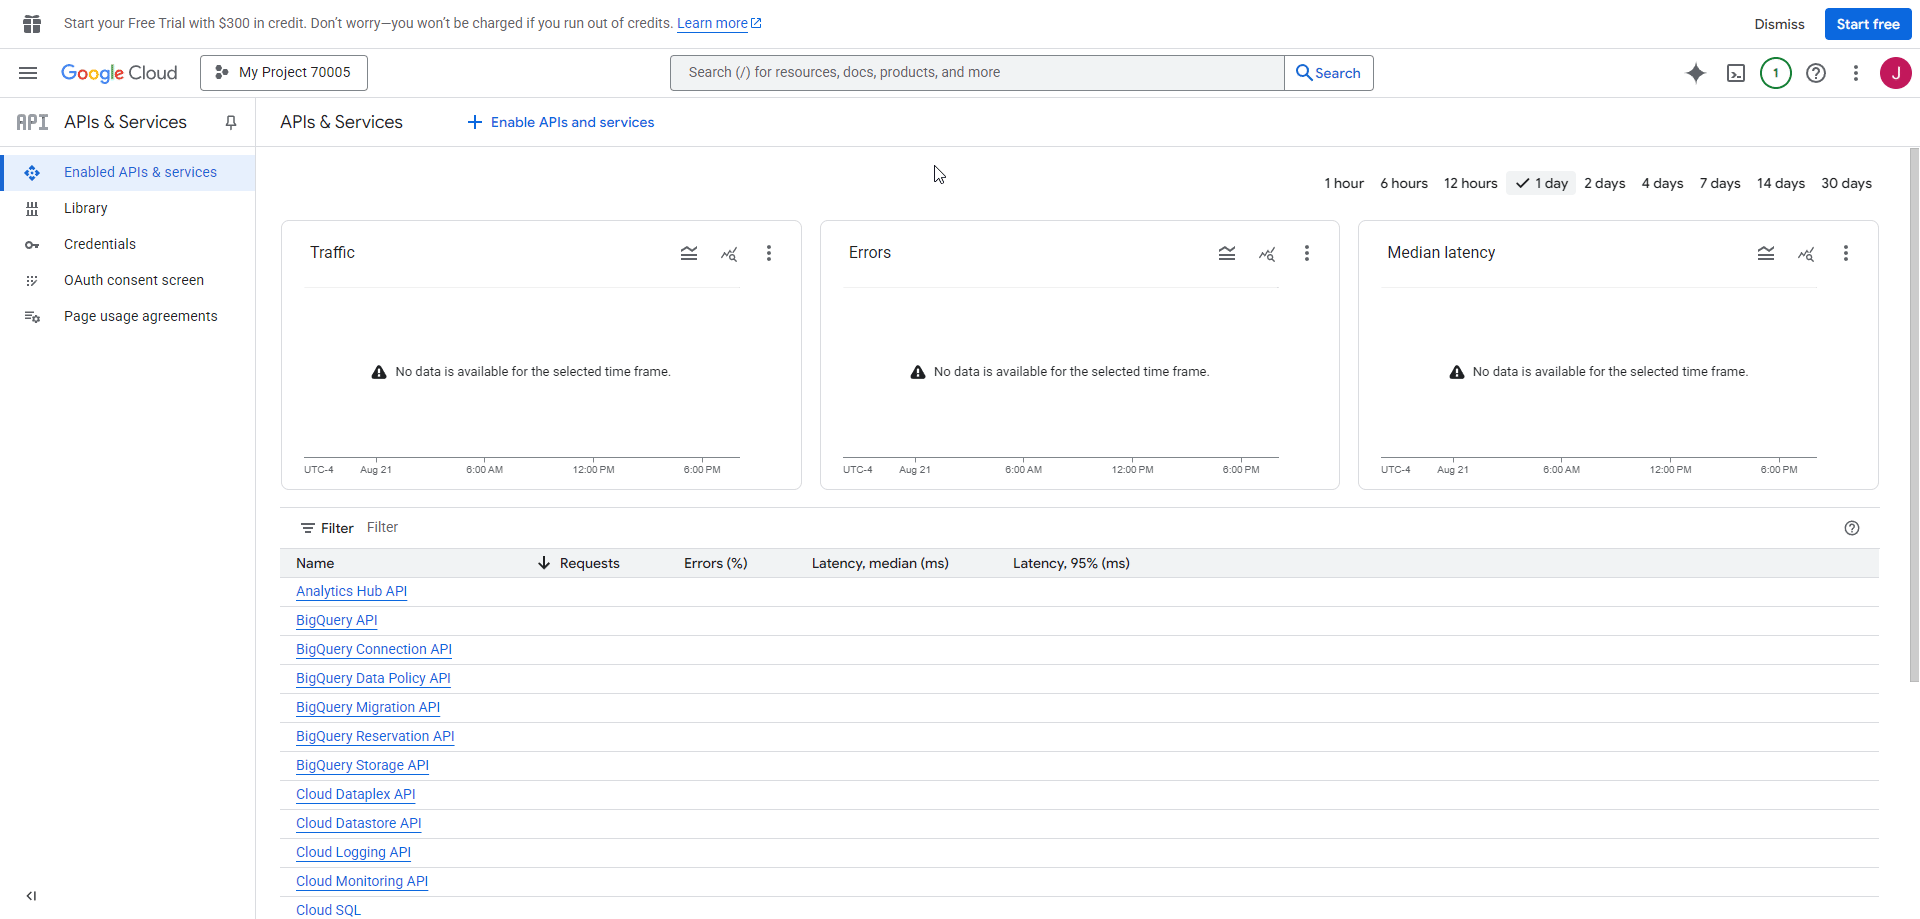 Start your Free Trial with $300 in credit. Don't worry—you won't be charged if you run out of credits. Learn more
Dismiss
Start free
Google Cloud
My Project 70005
Search (/) for resources, docs, products, and more
Search
1
J
API
APIs & Services
APIs & Services
Enable APIs and services
Enabled APIs & services
Library
Credentials
OAuth consent screen
Page usage agreements
1 hour 6 hours 12 hours 1 day 2 days 4 days 7 days 14 days 30 days
Traffic
No data is available for the selected time frame.
UTC-4 Aug 21 6:00 AM 12:00 PM 6:00 PM
Errors
No data is available for the selected time frame.
UTC-4 Aug 21 6:00 AM 12:00 PM 6:00 PM
Median latency
No data is available for the selected time frame.
UTC-4 Aug 21 6:00 AM 12:00 PM 6:00 PM
Filter Filter
Name Requests Errors (%) Latency, median (ms) Latency, 95% (ms)
Analytics Hub API
BigQuery API
BigQuery Connection API
BigQuery Data Policy API
BigQuery Migration API
BigQuery Reservation API
BigQuery Storage API
Cloud Dataplex API
Cloud Datastore API
Cloud Logging API
Cloud Monitoring API
Cloud SQL